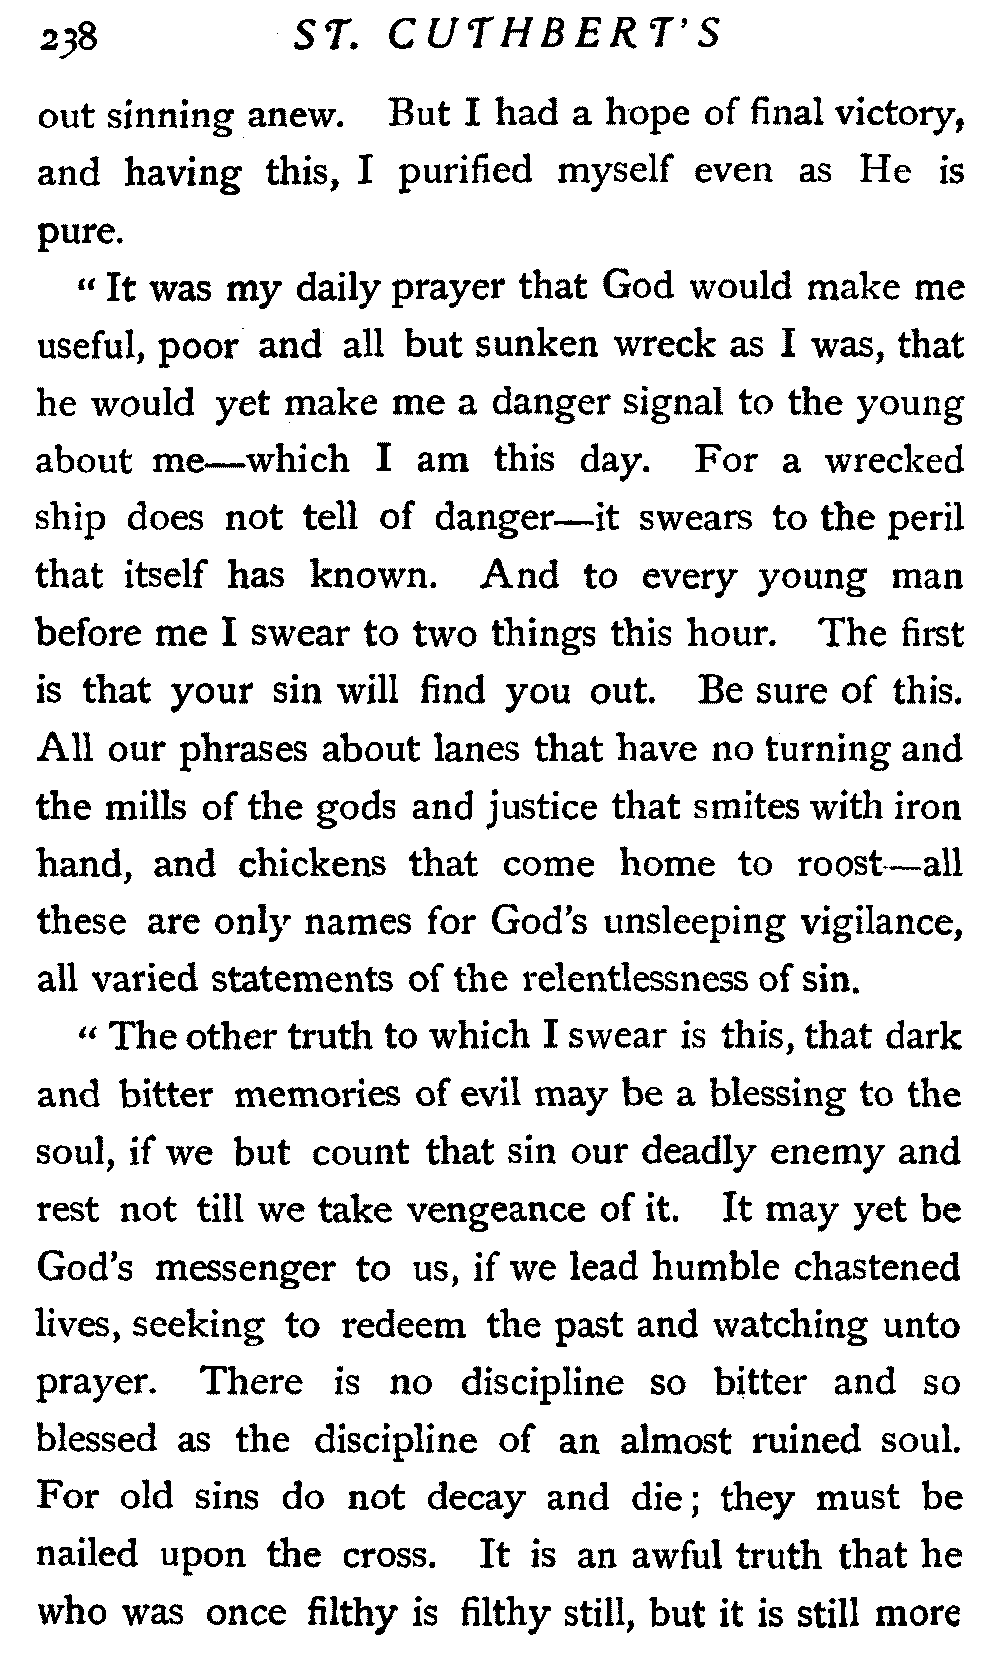 238 ST. CUTHBERT'S
out sinning anew. But I had a hope of final victory,
and having this, I purified myself even as He is
pure.
“ It was my daily prayer that God would make me
useful, poor and all but sunken wreck as I was, that
he would yet make me a danger signal to the young
about me—which I am this day. For a wrecked
ship does not tell of danger—it swears to the peril
that itself has known. And to every young man
before me I swear to two things this hour. The first
is that your sin will find you out. Be sure of this.
All our phrases about lanes that have no turning and
the mills of the gods and justice that smites with iron
hand, and chickens that come home to roost—all
these are only names for God's unsleeping vigilance,
all varied statements of the relentlessness of sin.
“ The other truth to which I swear is this, that dark
and bitter memories of evil may be a blessing to the
soul, if we but count that sin our deadly enemy and
rest not till we take vengeance of it. It may yet be
God's messenger to us, if we lead humble chastened
lives, seeking to redeem the past and watching unto
prayer. There is no discipline so bitter and so
blessed as the discipline of an almost ruined soul.
For old sins do not decay and die; they must be
nailed upon the cross. It is an awful truth that he
who was once filthy is filthy still, but it is still more